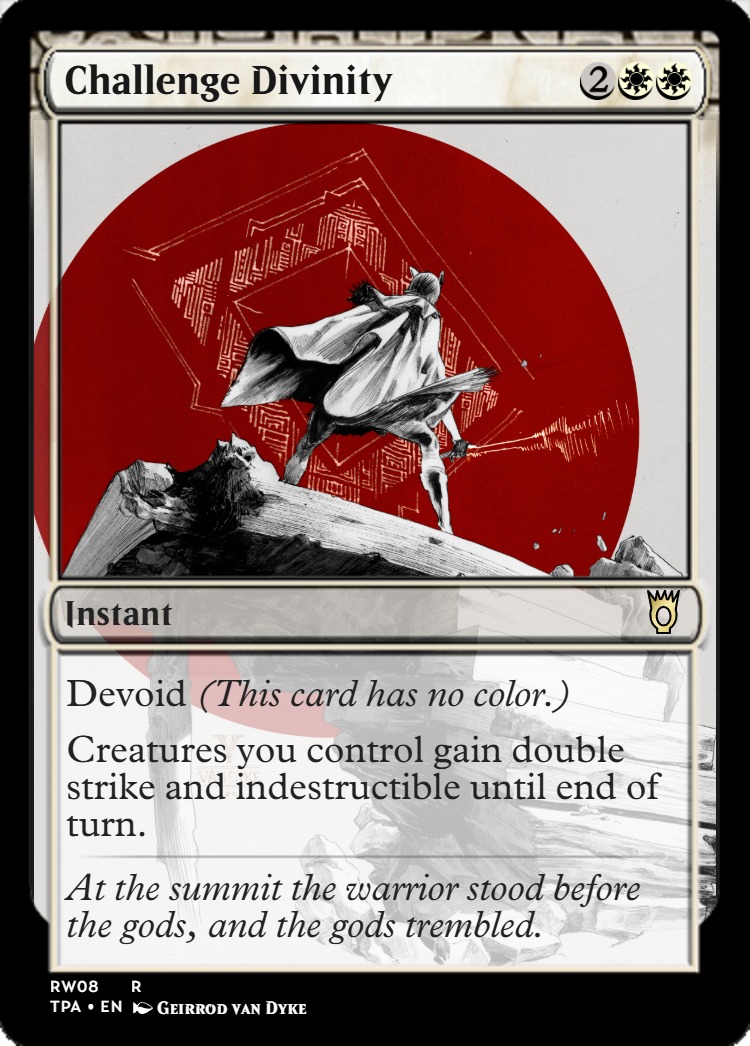 Challenge Divinity 2
Instant
Devoid (This card has no color.)
Creatures you control gain double
strike and indestructible until end of
turn.
At the summit the warrior stood before
the gods, and the gods trembled.
RW08 R
TPA • EN Geirrod van Dyke